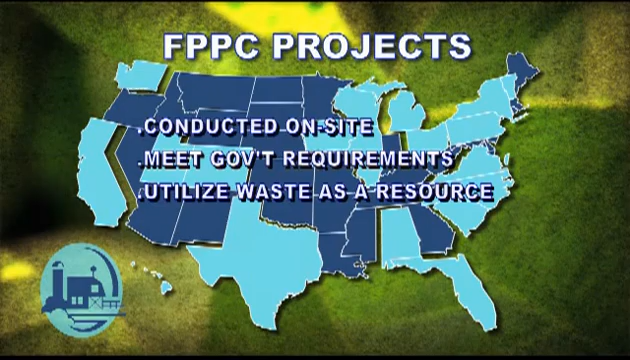 FPPC PROJECTS
.CONDUCTED ON-SITE
.MEET GOV'T REQUIREMENTS
.UTILIZE WASTE AS A RESOURCE